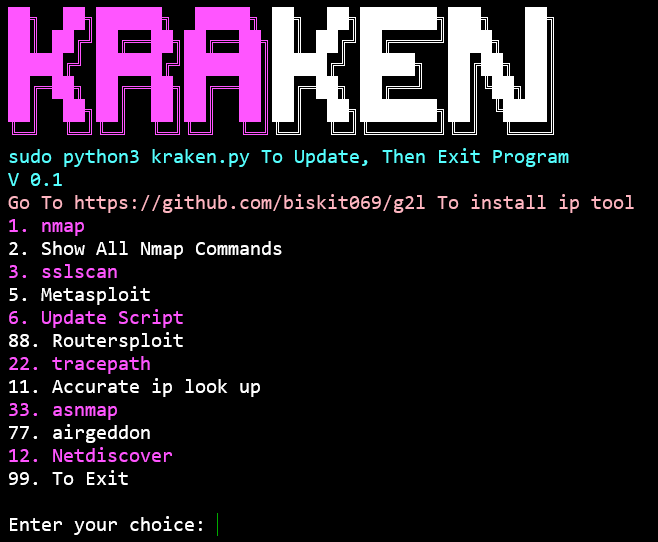 KRAKEN
sudo python3 kraken.py To Update, Then Exit Program
V 0.1
Go To https://github.com/biskit069/g2l To install ip tool
1. nmap
2. Show All Nmap Commands
3. sslscan
5. Metasploit
6. Update Script
88. Routersploit
22. tracepath
11. Accurate ip look up
33. asnmap
77. airgeddon
12. Netdiscover
99. To Exit
Enter your choice: